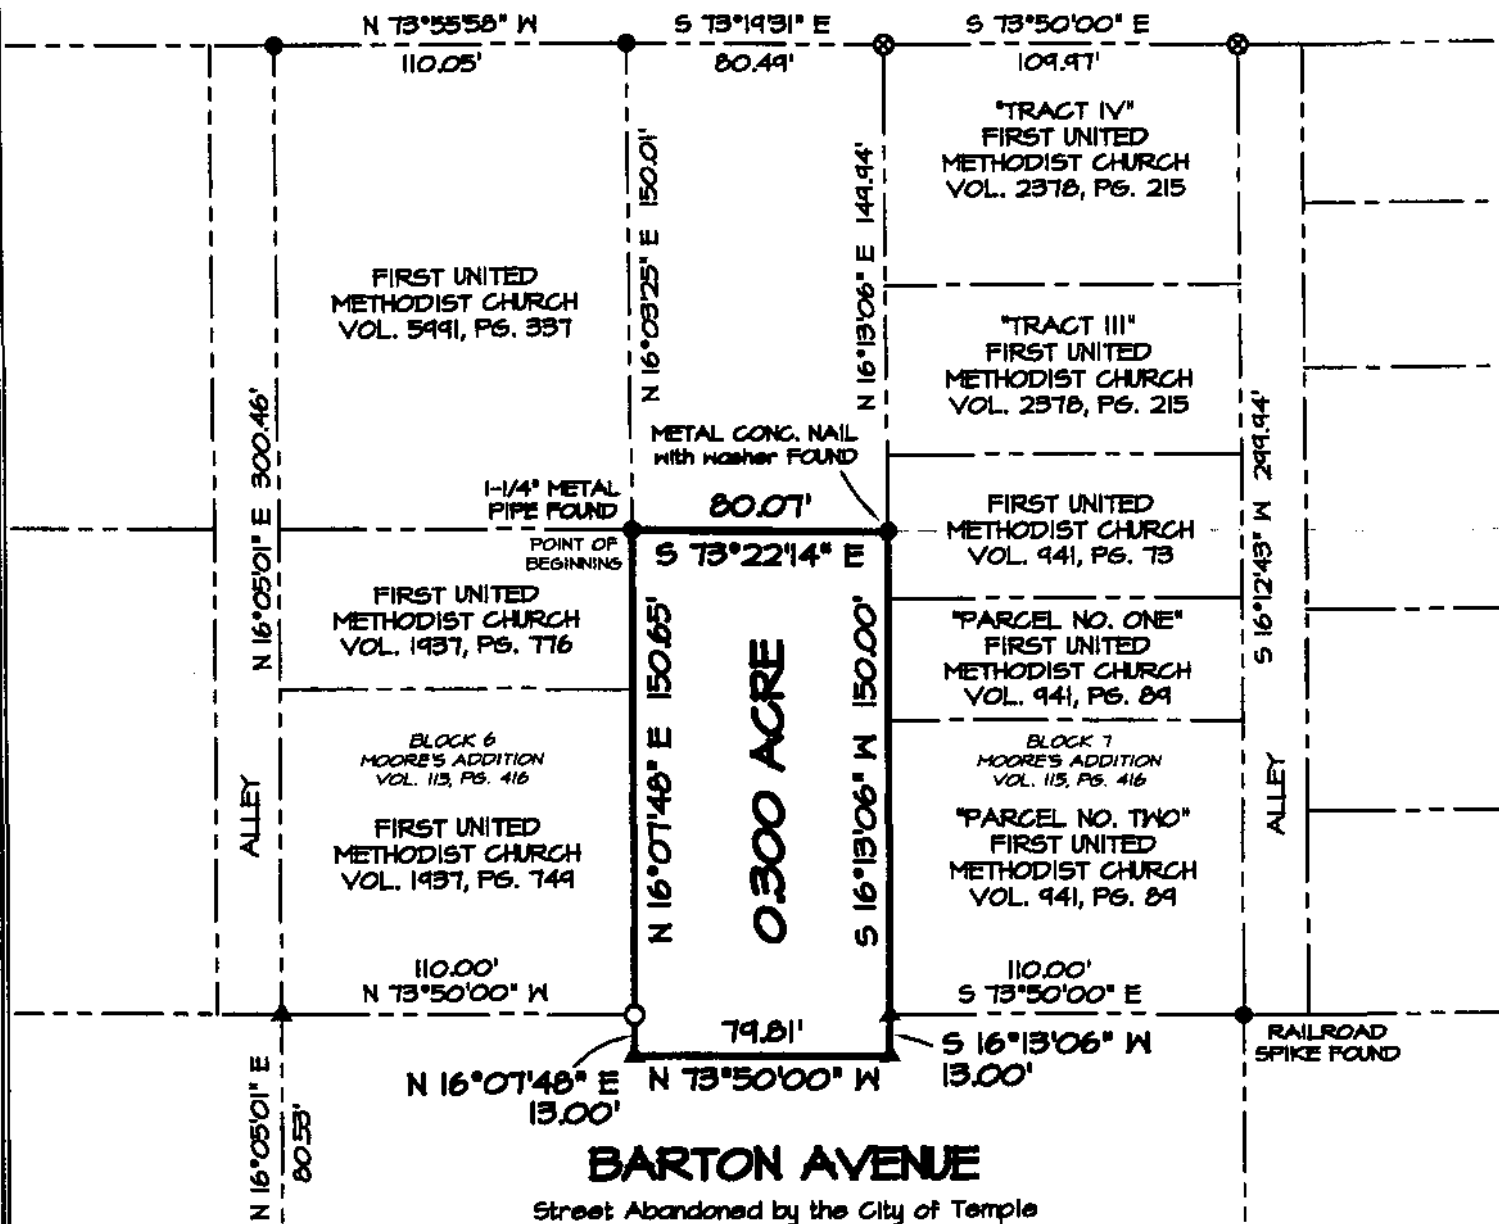 N 73°55'58" W
110.05'
S 73°19'31" E
80.49'
S 73°50'00" E
109.97'
"TRACT IV"
FIRST UNITED
METHODIST CHURCH
VOL. 2378, PG. 215
N 16°03'25" E 150.01'
N 16°13'06" E 149.94'
FIRST UNITED
METHODIST CHURCH
VOL. 5991, PG. 337
"TRACT III"
FIRST UNITED
METHODIST CHURCH
VOL. 2378, PG. 215
N 16°05'01" E 300.46'
S 16°12'43" W 299.94'
METAL CONC. NAIL
with washer FOUND
1-1/4" METAL
PIPE FOUND
80.07'
POINT OF
BEGINNING
S 73°22'14" E
FIRST UNITED
METHODIST CHURCH
VOL. 941, PG. 73
FIRST UNITED
METHODIST CHURCH
VOL. 1937, PG. 776
N 16°07'48" E 150.65'
0.300 ACRE
S 16°13'06" W 150.00'
"PARCEL NO. ONE"
FIRST UNITED
METHODIST CHURCH
VOL. 941, PG. 89
BLOCK 6
MOORE'S ADDITION
VOL. 113, PG. 416
BLOCK 7
MOORE'S ADDITION
VOL. 115, PG. 416
ALLEY
ALLEY
FIRST UNITED
METHODIST CHURCH
VOL. 1937, PG. 749
"PARCEL NO. TWO"
FIRST UNITED
METHODIST CHURCH
VOL. 941, PG. 89
110.00'
N 73°50'00" W
110.00'
S 73°50'00" E
79.81'
N 73°50'00" W
N 16°07'48" E
13.00'
S 16°13'06" W
13.00'
RAILROAD
SPIKE FOUND
N 16°05'01" E
80.53'
BARTON AVENUE
Street Abandoned by the City of Temple